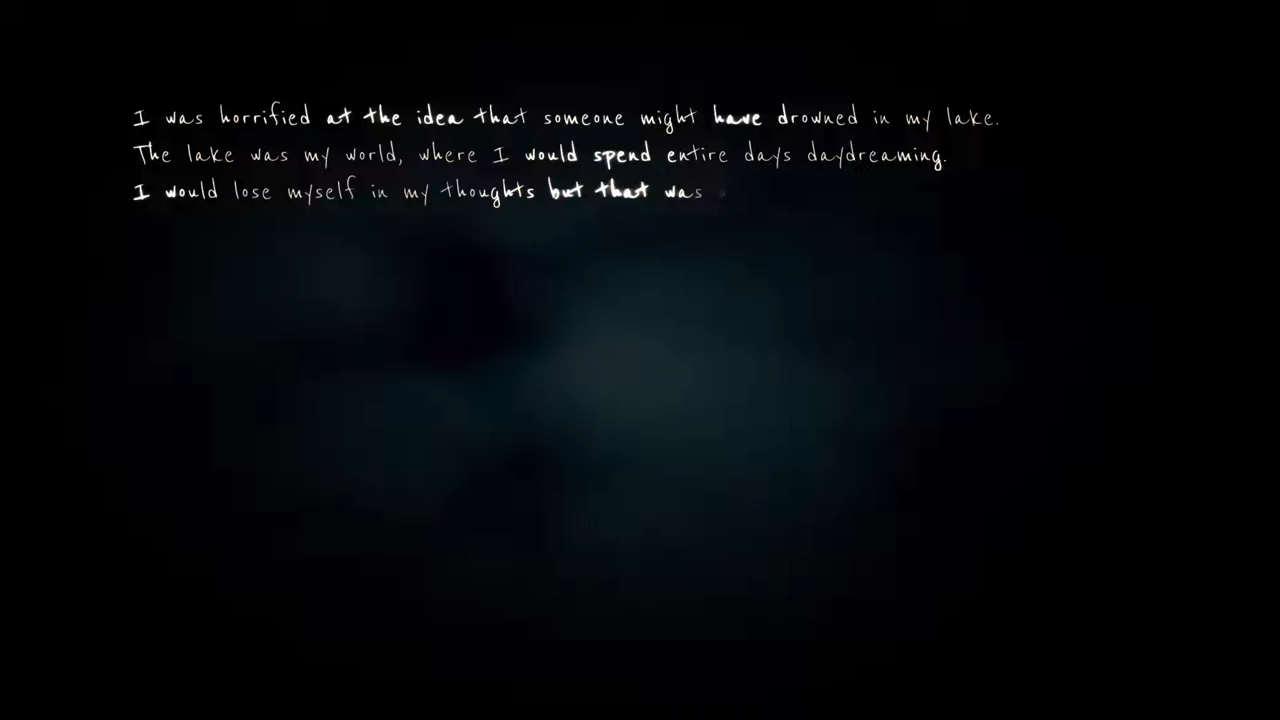 I was horrified at the idea that someone might have drowned in my lake.
The lake was my world, where I would spend entire days daydreaming.
I would lose myself in my thoughts but that was